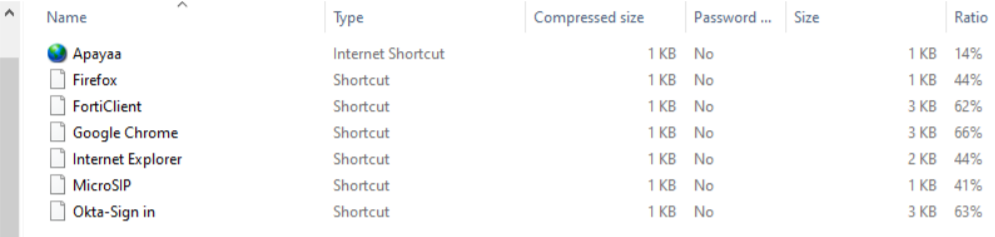 Name Type Compressed size Password ... Size Ratio
Apayaa Internet Shortcut 1 KB No 1 KB 14%
Firefox Shortcut 1 KB No 1 KB 44%
FortiClient Shortcut 1 KB No 3 KB 62%
Google Chrome Shortcut 1 KB No 3 KB 66%
Internet Explorer Shortcut 1 KB No 2 KB 44%
MicroSIP Shortcut 1 KB No 1 KB 41%
Okta-Sign in Shortcut 1 KB No 3 KB 63%